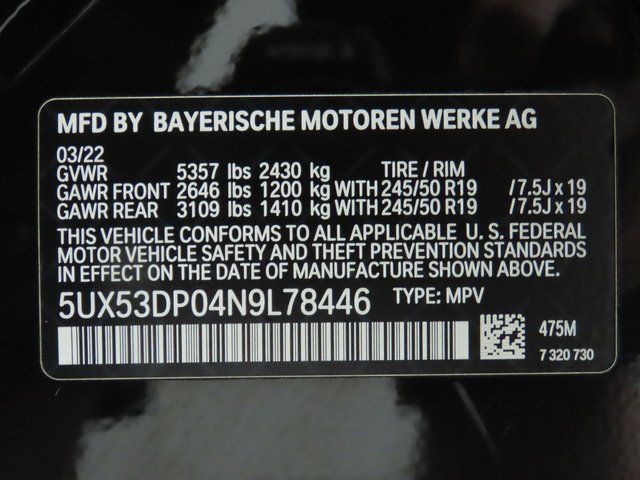 MFD BY BAYERISCHE MOTOREN WERKE AG
03/22
GVWR 5357 lbs 2430 kg TIRE / RIM
GAWR FRONT 2646 lbs 1200 kg WITH 245/50 R19 / 7.5J x 19
GAWR REAR 3109 lbs 1410 kg WITH 245/50 R19 / 7.5J x 19
THIS VEHICLE CONFORMS TO ALL APPLICABLE U. S. FEDERAL
MOTOR VEHICLE SAFETY AND THEFT PREVENTION STANDARDS
IN EFFECT ON THE DATE OF MANUFACTURE SHOWN ABOVE.
5UX53DP04N9L78446 TYPE: MPV
475M
7 320 730